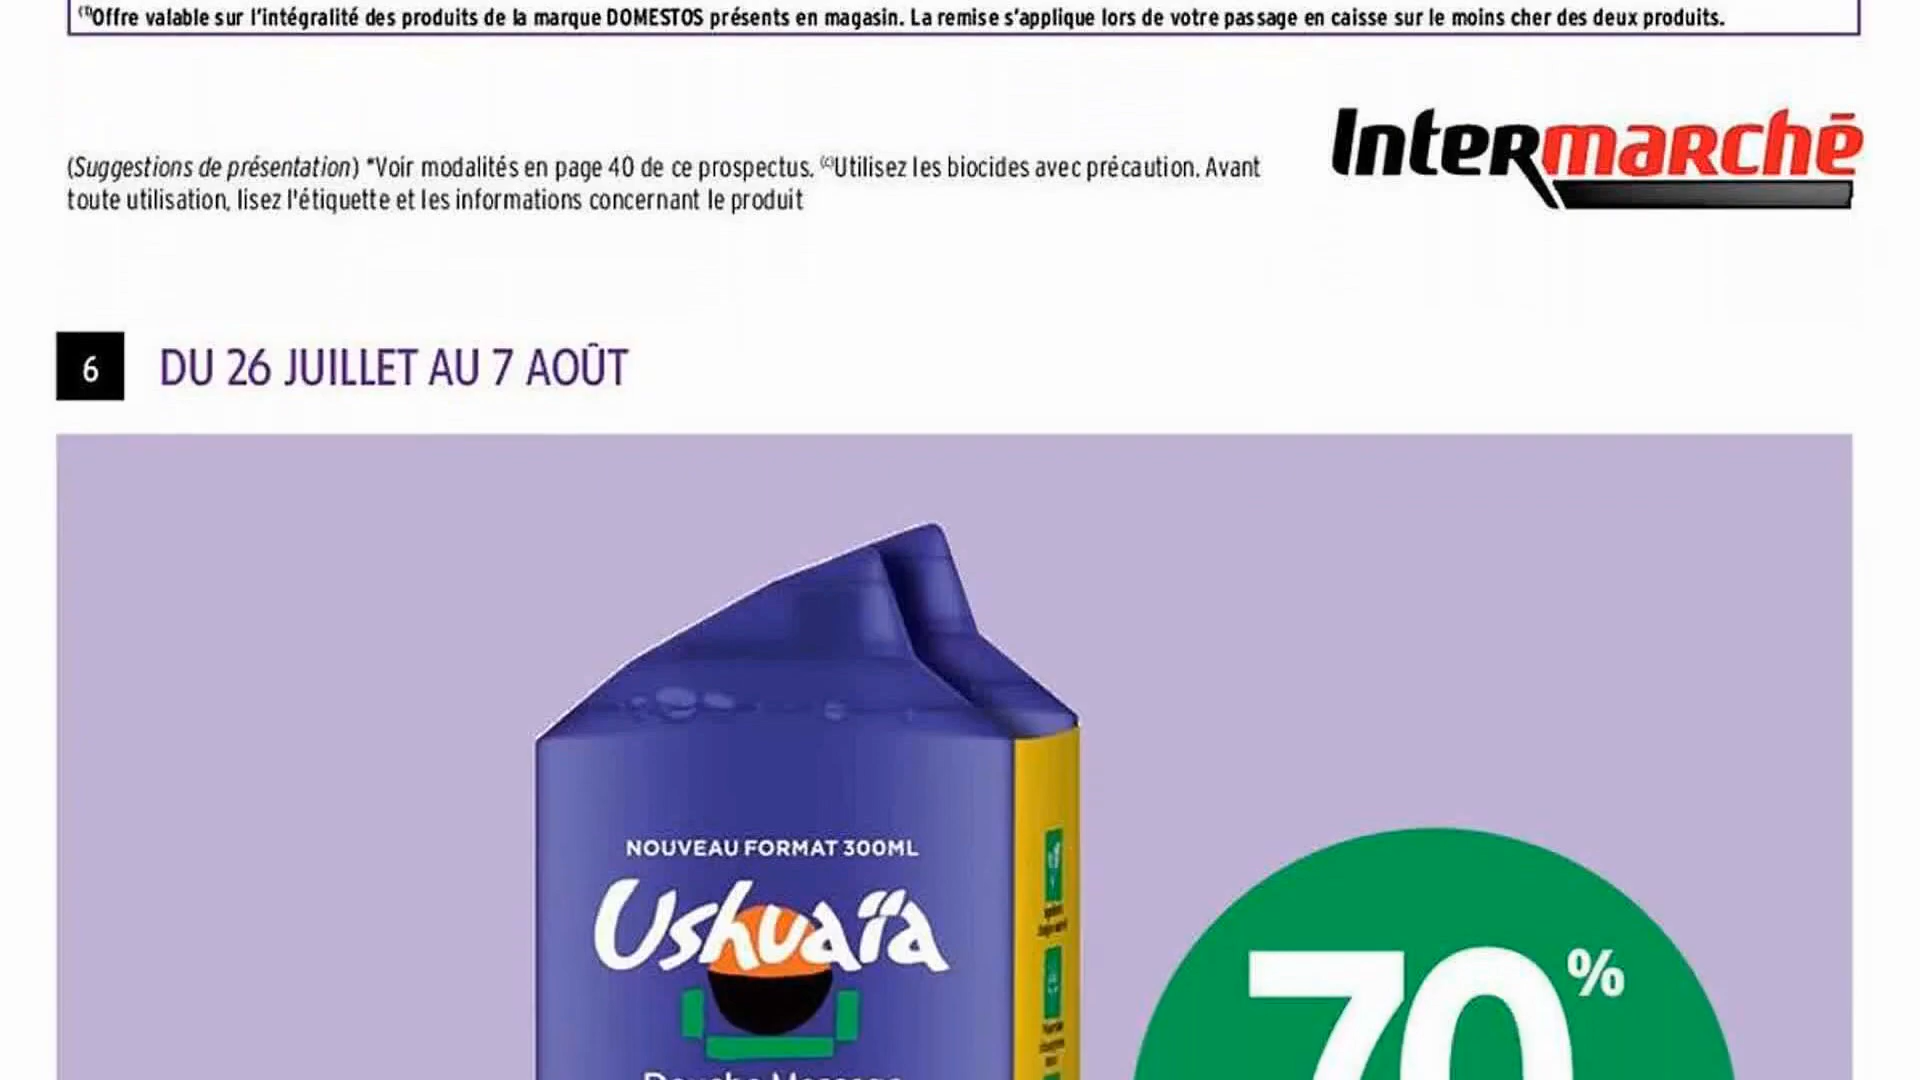 (1)Offre valable sur l'intégralité des produits de la marque DOMESTOS présents en magasin. La remise s'applique lors de votre passage en caisse sur le moins cher des deux produits.
Intermarchē
(Suggestions de présentation) *Voir modalités en page 40 de ce prospectus. (c)Utilisez les biocides avec précaution. Avant
toute utilisation, lisez l'étiquette et les informations concernant le produit
6
DU 26 JUILLET AU 7 AOÛT
NOUVEAU FORMAT 300ML
Ushuaïa
70%